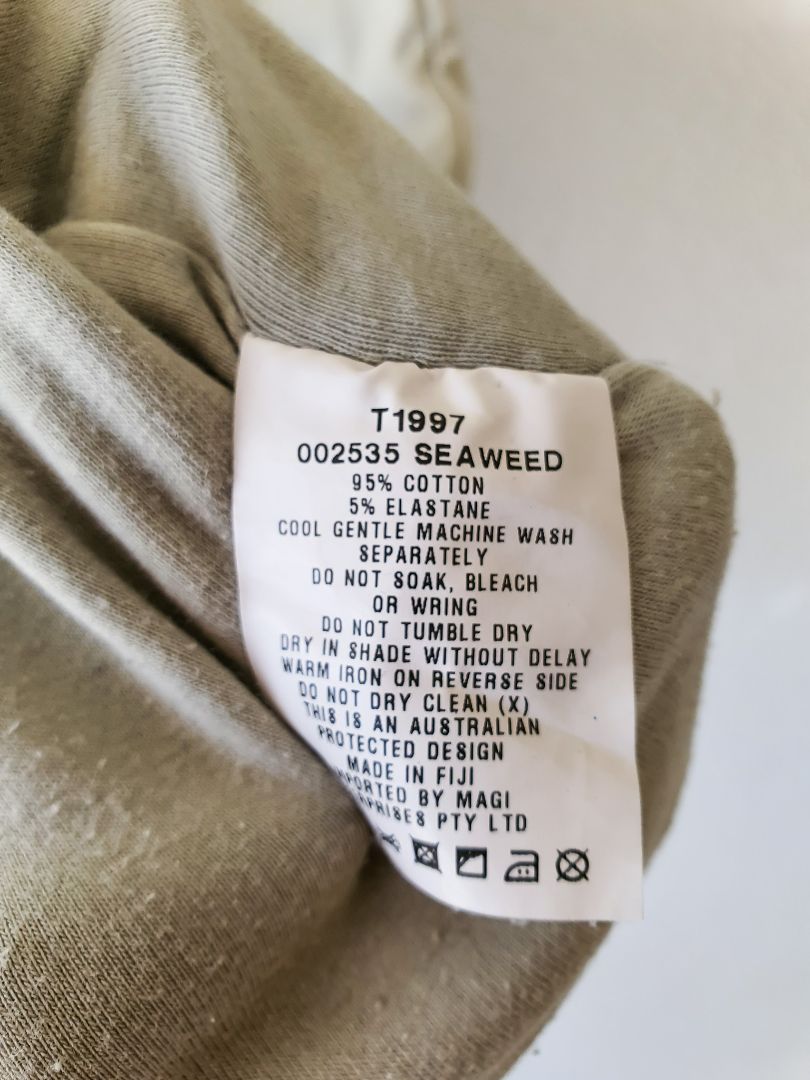 T1997
002535 SEAWEED
95% COTTON
5% ELASTANE
COOL GENTLE MACHINE WASH
SEPARATELY
DO NOT SOAK, BLEACH
OR WRING
DO NOT TUMBLE DRY
DRY IN SHADE WITHOUT DELAY
WARM IRON ON REVERSE SIDE
DO NOT DRY CLEAN (X)
THIS IS AN AUSTRALIAN
PROTECTED DESIGN
MADE IN FIJI
BY MAGI
PTY LTD